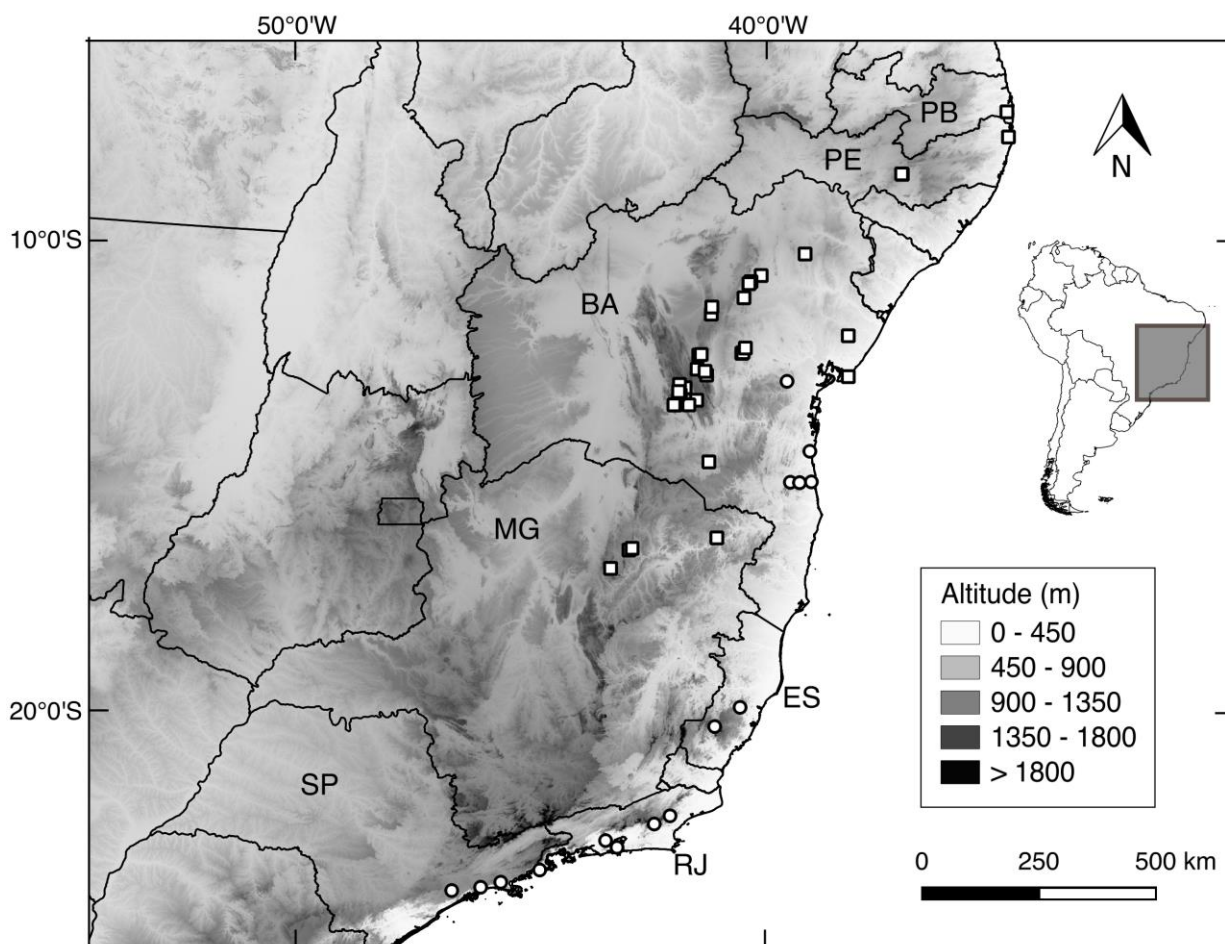 50°0'W
40°0'W
PB
PE
N
10°0'S
BA
MG
Altitude (m)
0 - 450
450 - 900
900 - 1350
1350 - 1800
> 1800
20°0'S
ES
SP
RJ
0 250 500 km